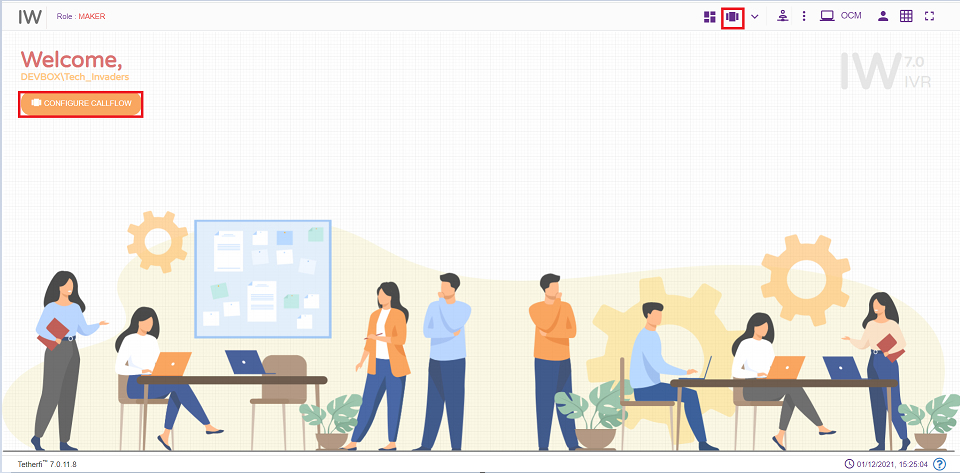 IW Role : MAKER OCM
Welcome,
DEVBOX\Tech_Invaders
CONFIGURE CALLFLOW
IW 7.0
IVR
Tetherfi™ 7.0.11.8 01/12/2021, 15:25:04 ?